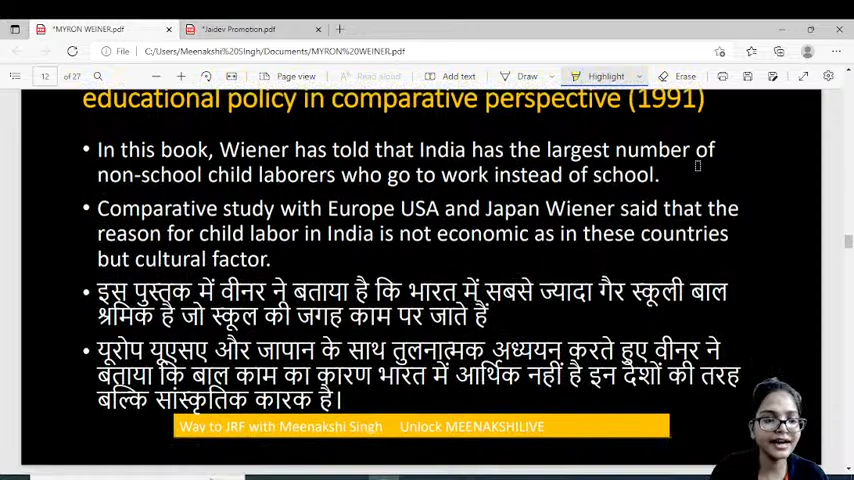 *MYRON WEINER.pdf
*Jaidev Promotion.pdf
File
C:/Users/Meenakshi%20SIngh/Documents/MYRON%20WEINER.pdf
12 of 27
Page view
Read aloud
Add text
Draw
Highlight
Erase
educational policy in comparative perspective (1991)
• In this book, Wiener has told that India has the largest number of
non-school child laborers who go to work instead of school.
• Comparative study with Europe USA and Japan Wiener said that the
reason for child labor in India is not economic as in these countries
but cultural factor.
• इस पुस्तक में वीनर ने बताया है कि भारत में सबसे ज्यादा गैर स्कूली बाल
श्रमिक है जो स्कूल की जगह काम पर जाते हैं
• यूरोप यूएसए और जापान के साथ तुलनात्मक अध्ययन करते हुए वीनर ने
बताया कि बाल काम का कारण भारत में आर्थिक नहीं है इन देशों की तरह
बल्कि सांस्कृतिक कारक है।
Way to JRF with Meenakshi Singh Unlock MEENAKSHILIVE